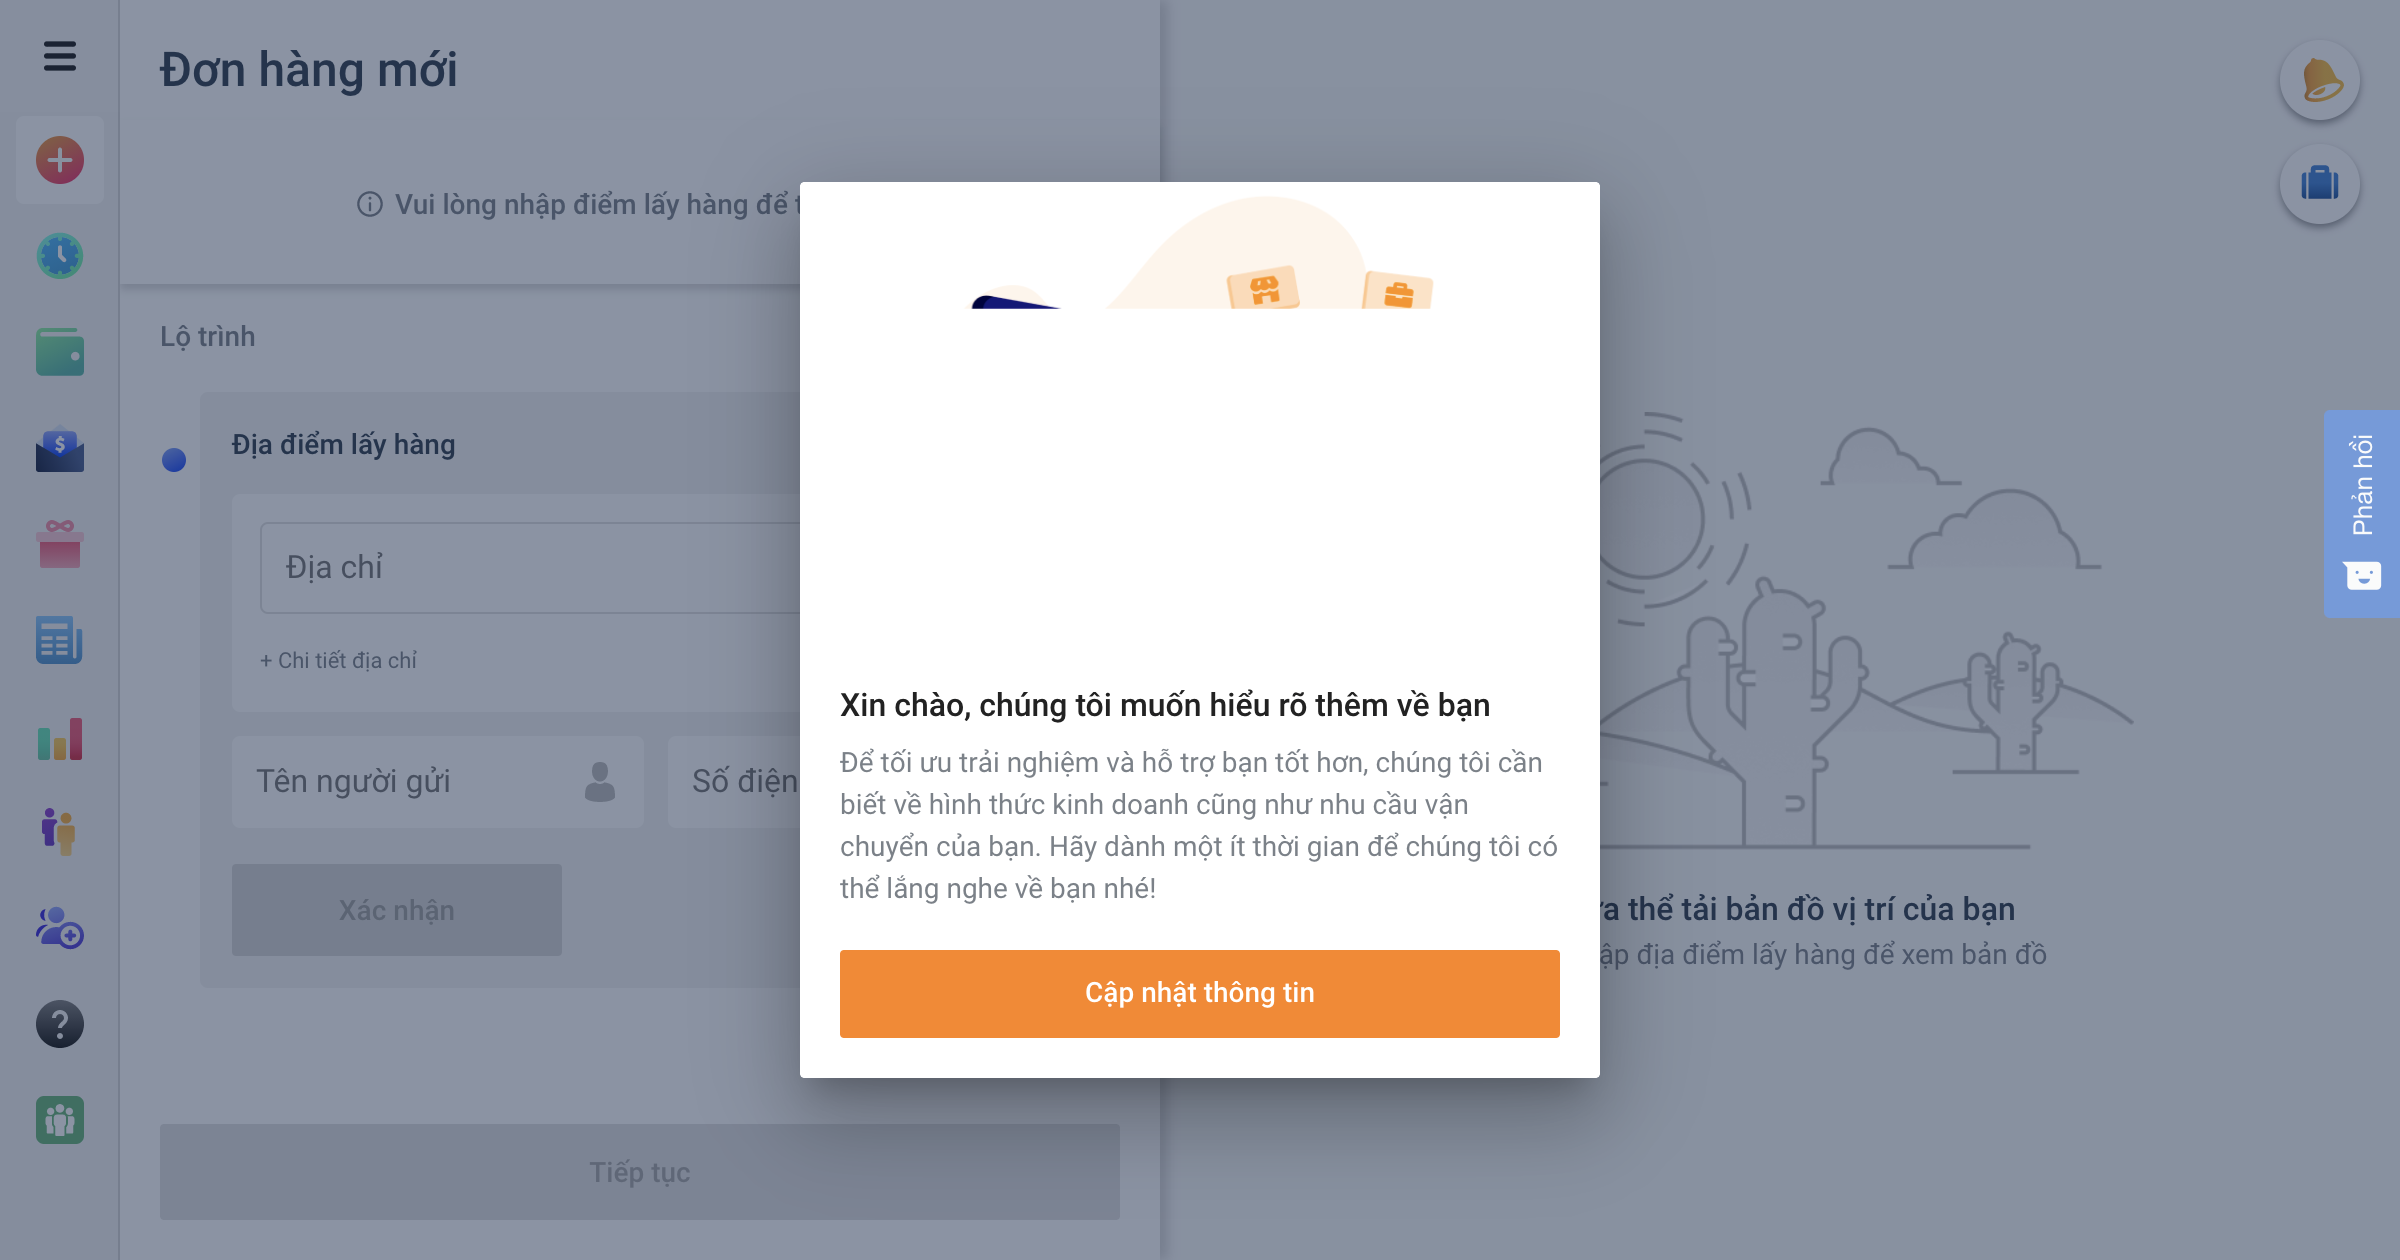 Đơn hàng mới
Vui lòng nhập điểm lấy hàng để
Lộ trình
Địa điểm lấy hàng
Địa chỉ
+ Chi tiết địa chỉ
Tên người gửi
Số điện
Xác nhận
Tiếp tục
Xin chào, chúng tôi muốn hiểu rõ thêm về bạn
Để tối ưu trải nghiệm và hỗ trợ bạn tốt hơn, chúng tôi cần
biết về hình thức kinh doanh cũng như nhu cầu vận
chuyển của bạn. Hãy dành một ít thời gian để chúng tôi có
thể lắng nghe về bạn nhé!
Cập nhật thông tin
thể tải bản đồ vị trí của bạn
địa điểm lấy hàng để xem bản đồ
Phản hồi